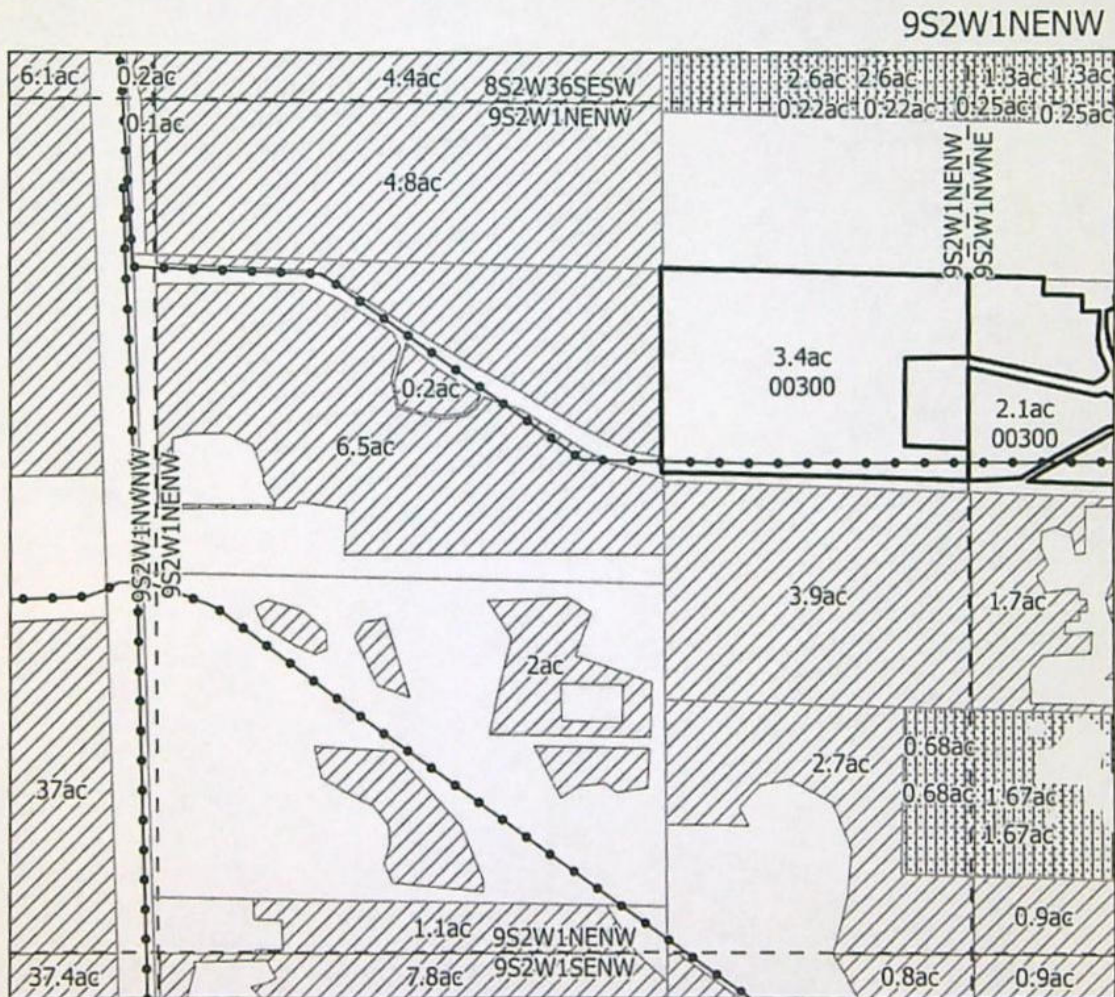 9S2W1NENW
6.1ac
0.2ac
4.4ac
8S2W36SESW
2.6ac
2.6ac
1.3ac
1.3ac
0.1ac
9S2W1NENW
0.22ac
0.22ac
0.25ac
0.25ac
4.8ac
9S2W1NENW
9S2W1NWNE
3.4ac
00300
0.2ac
2.1ac
00300
6.5ac
9S2W1NWNW
9S2W1NENW
3.9ac
1.7ac
2ac
37ac
2.7ac
0.68ac
0.68ac
1.67ac
1.67ac
1.1ac
9S2W1NENW
0.9ac
37.4ac
7.8ac
9S2W1SENW
0.8ac
0.9ac